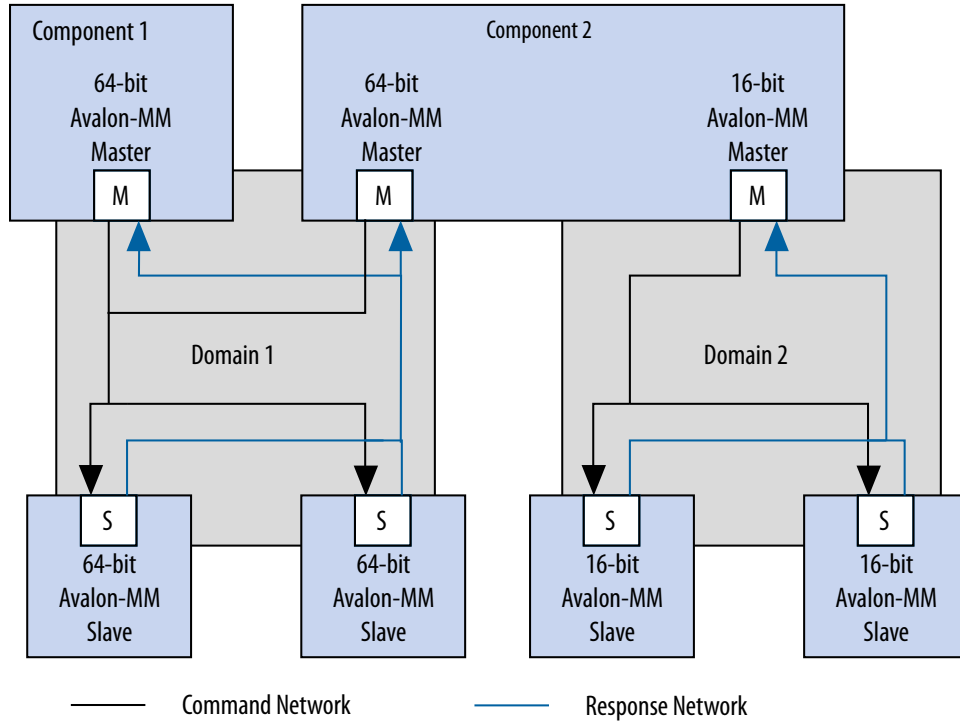 Component 1
Component 2
64-bit
Avalon-MM
Master
M
64-bit
Avalon-MM
Master
M
16-bit
Avalon-MM
Master
M
Domain 1
Domain 2
S
64-bit
Avalon-MM
Slave
S
64-bit
Avalon-MM
Slave
S
16-bit
Avalon-MM
Slave
S
16-bit
Avalon-MM
Slave
Command Network
Response Network